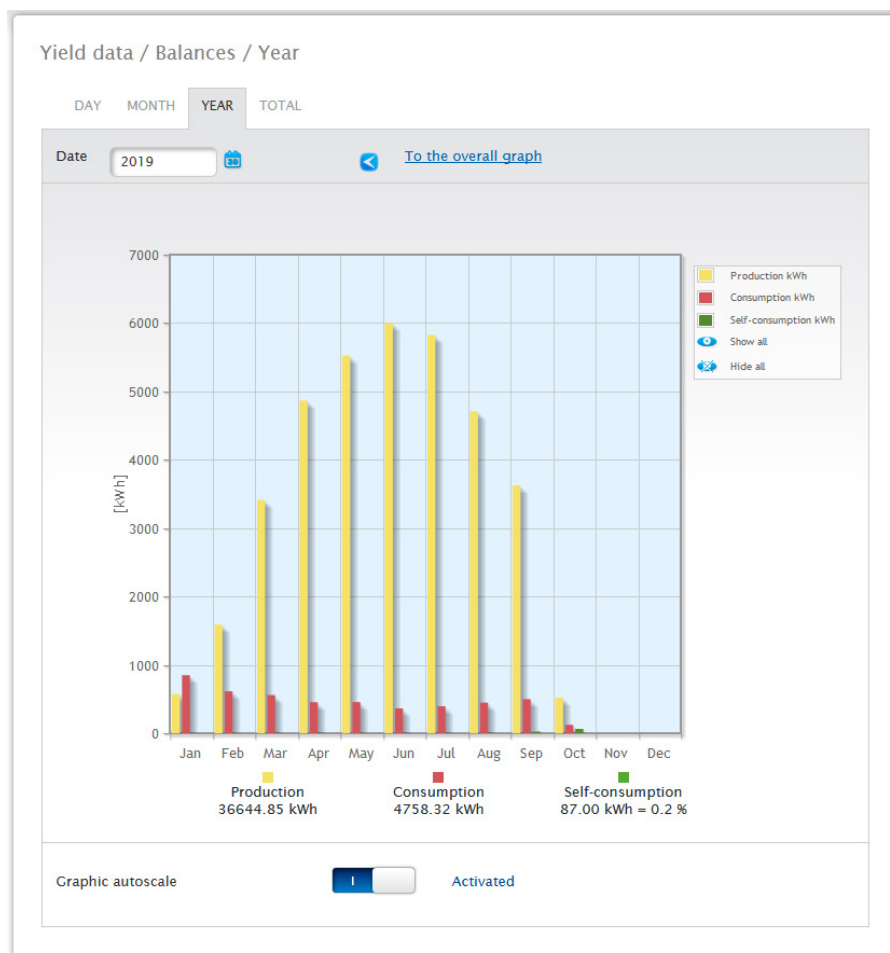 Yield data / Balances / Year
DAY MONTH YEAR TOTAL
Date 2019 30 To the overall graph
7000
6000
5000
4000
3000
2000
1000
0
[kWh]
Production kWh
Consumption kWh
Self-consumption kWh
Show all
Hide all
Jan Feb Mar Apr May Jun Jul Aug Sep Oct Nov Dec
Production Consumption Self-consumption
36644.85 kWh 4758.32 kWh 87.00 kWh = 0.2 %
Graphic autoscale I Activated